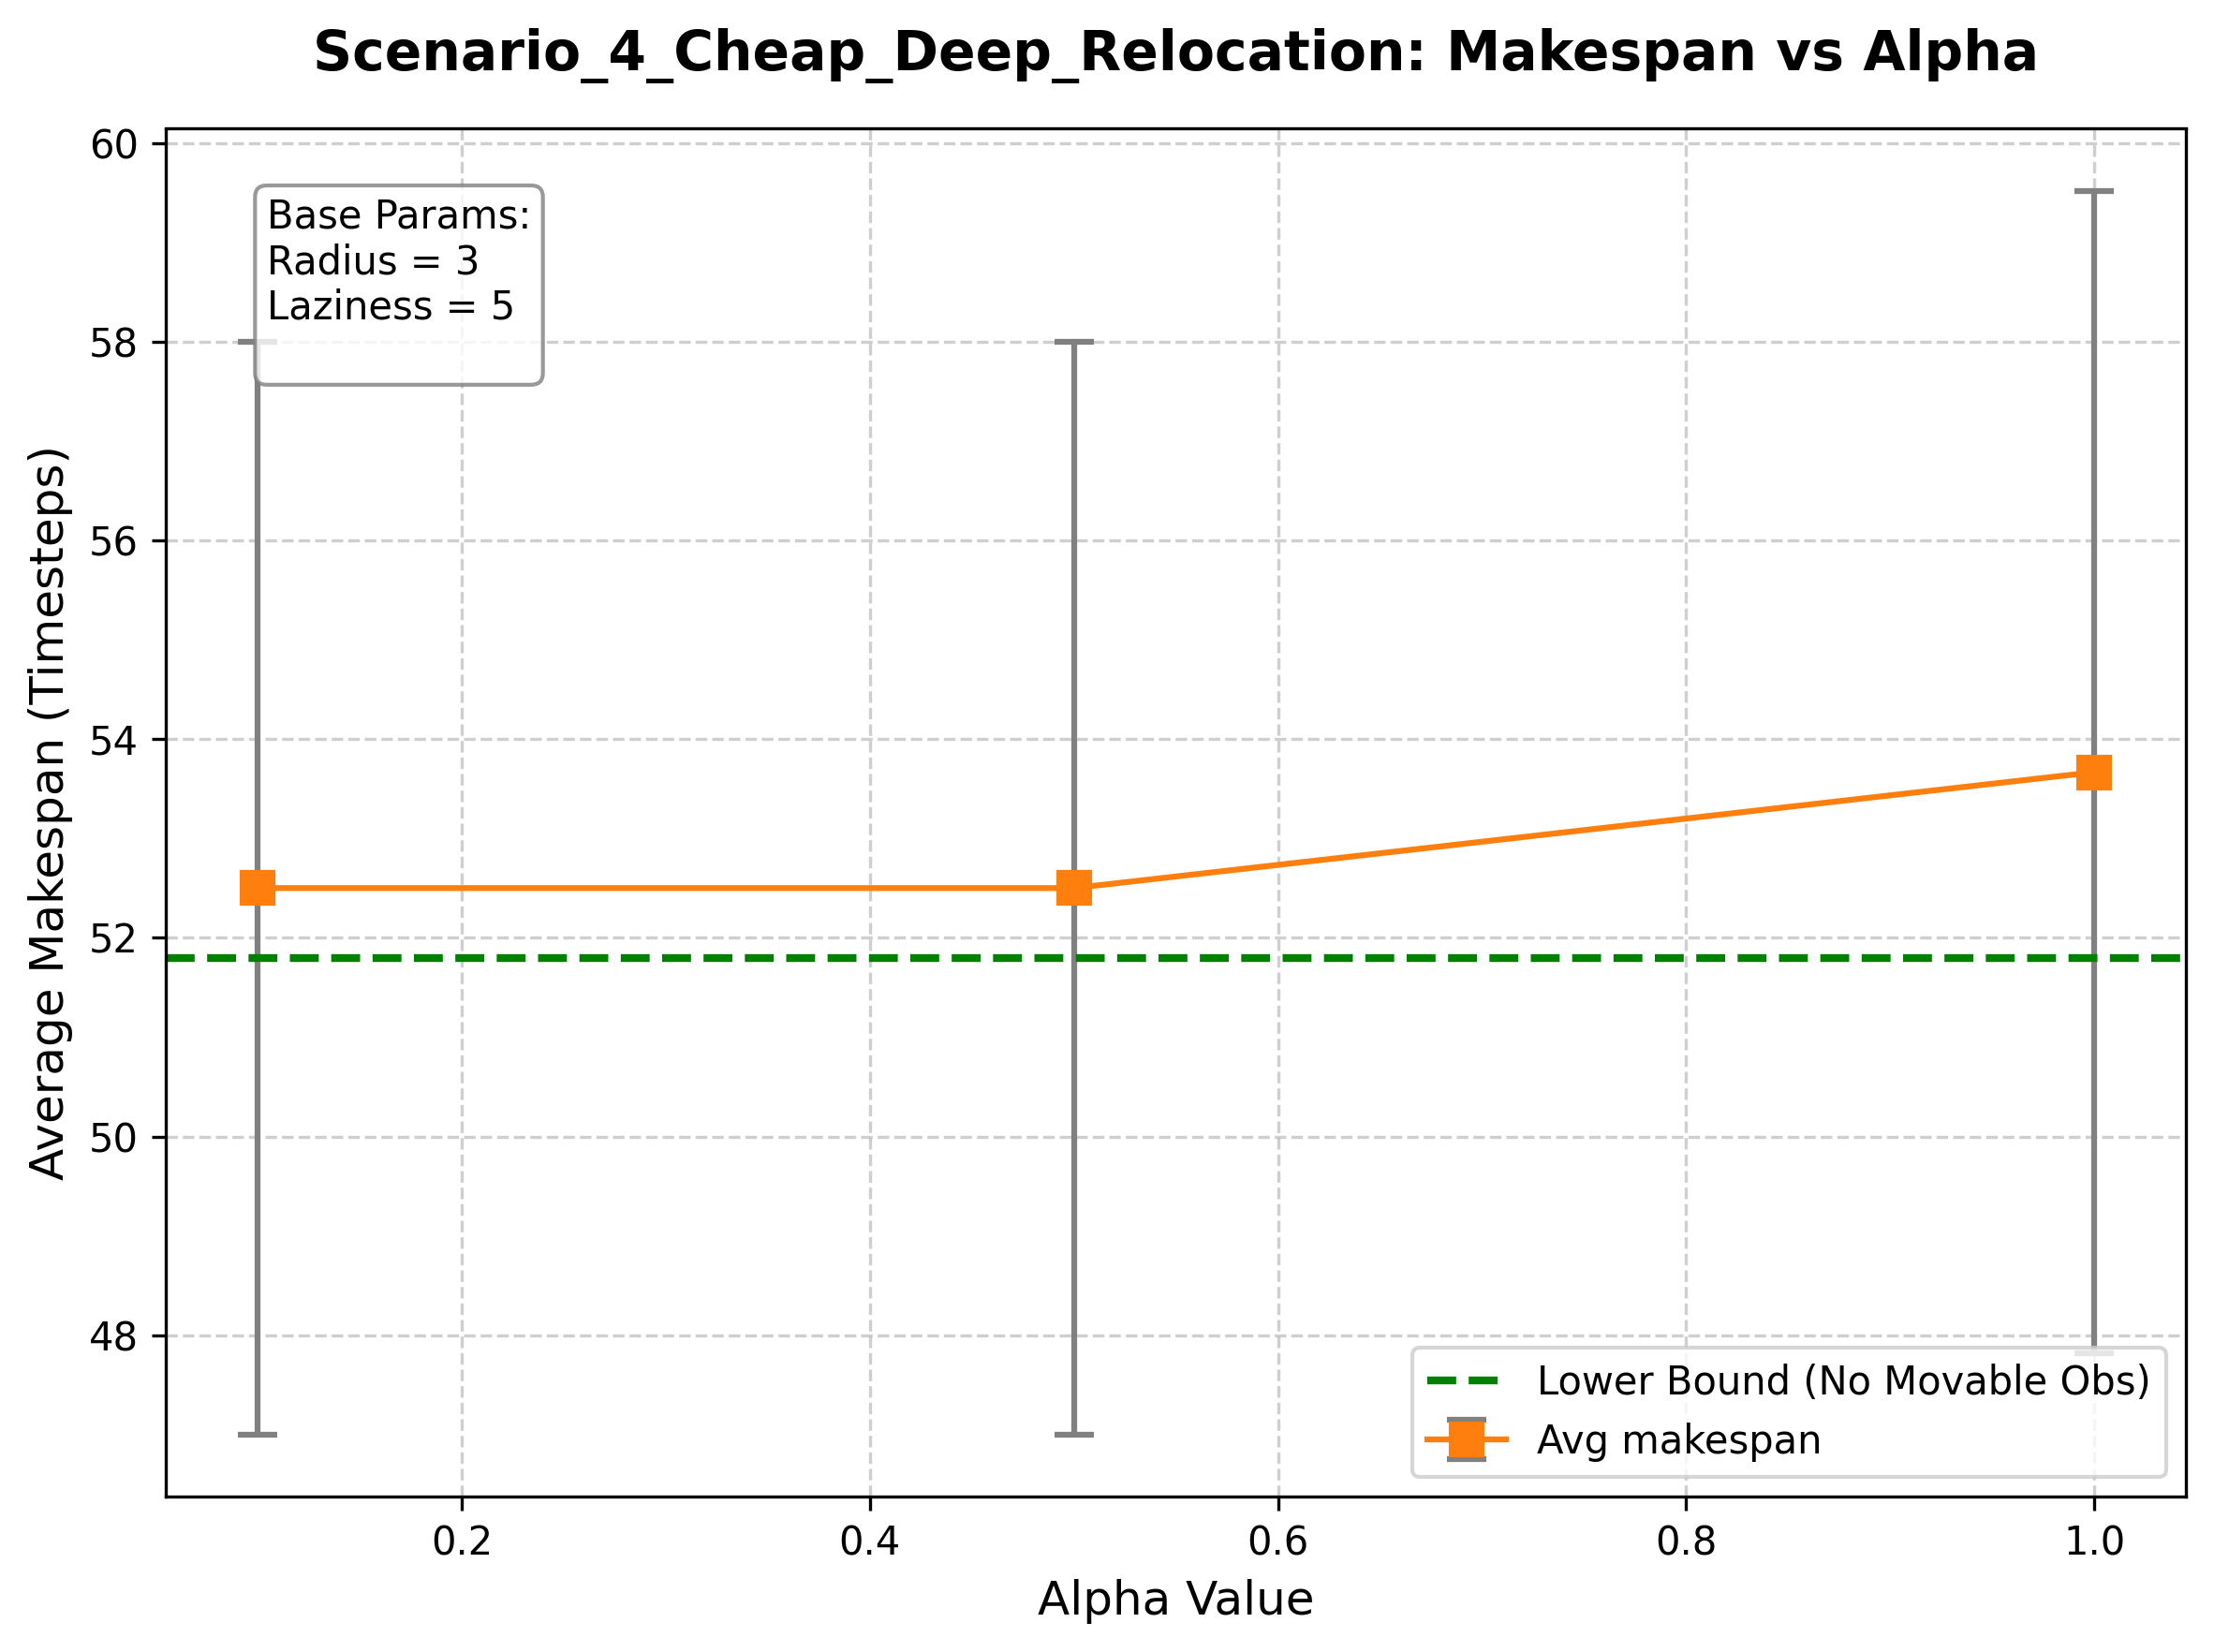 Scenario_4_Cheap_Deep_Relocation: Makespan vs Alpha
Average Makespan (Timesteps)
60
58
56
54
52
50
48
Base Params:
Radius = 3
Laziness = 5
Lower Bound (No Movable Obs)
Avg makespan
0.2
0.4
0.6
0.8
1.0
Alpha Value